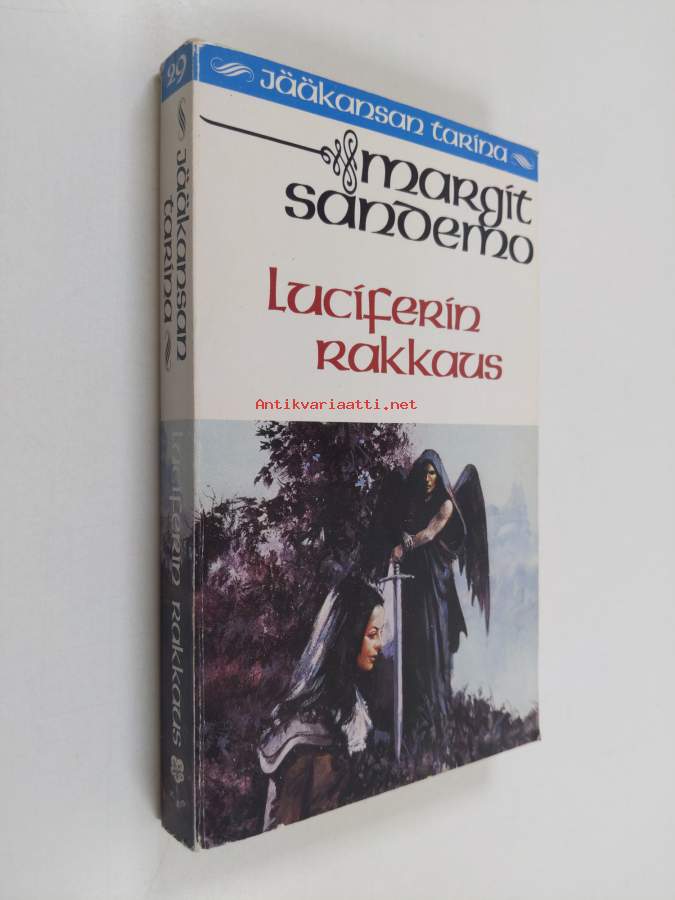 29
Jääkansan tarina
Luciferin rakkaus
Jääkansan tarina
margit
sandemo
Luciferin
rakkaus
Antikvariaatti.net